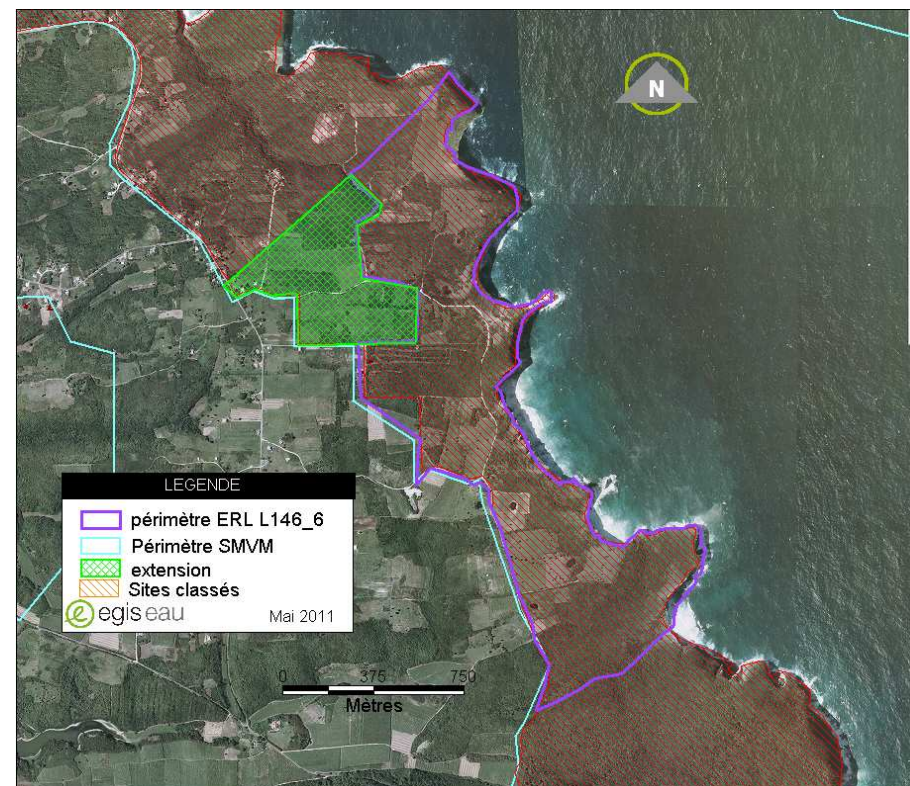 N
LEGENDE
périmètre ERL L146_6
Périmètre SMVM
extension
Sites classés
e egis eau Mai 2011
0 375 750
Mètres